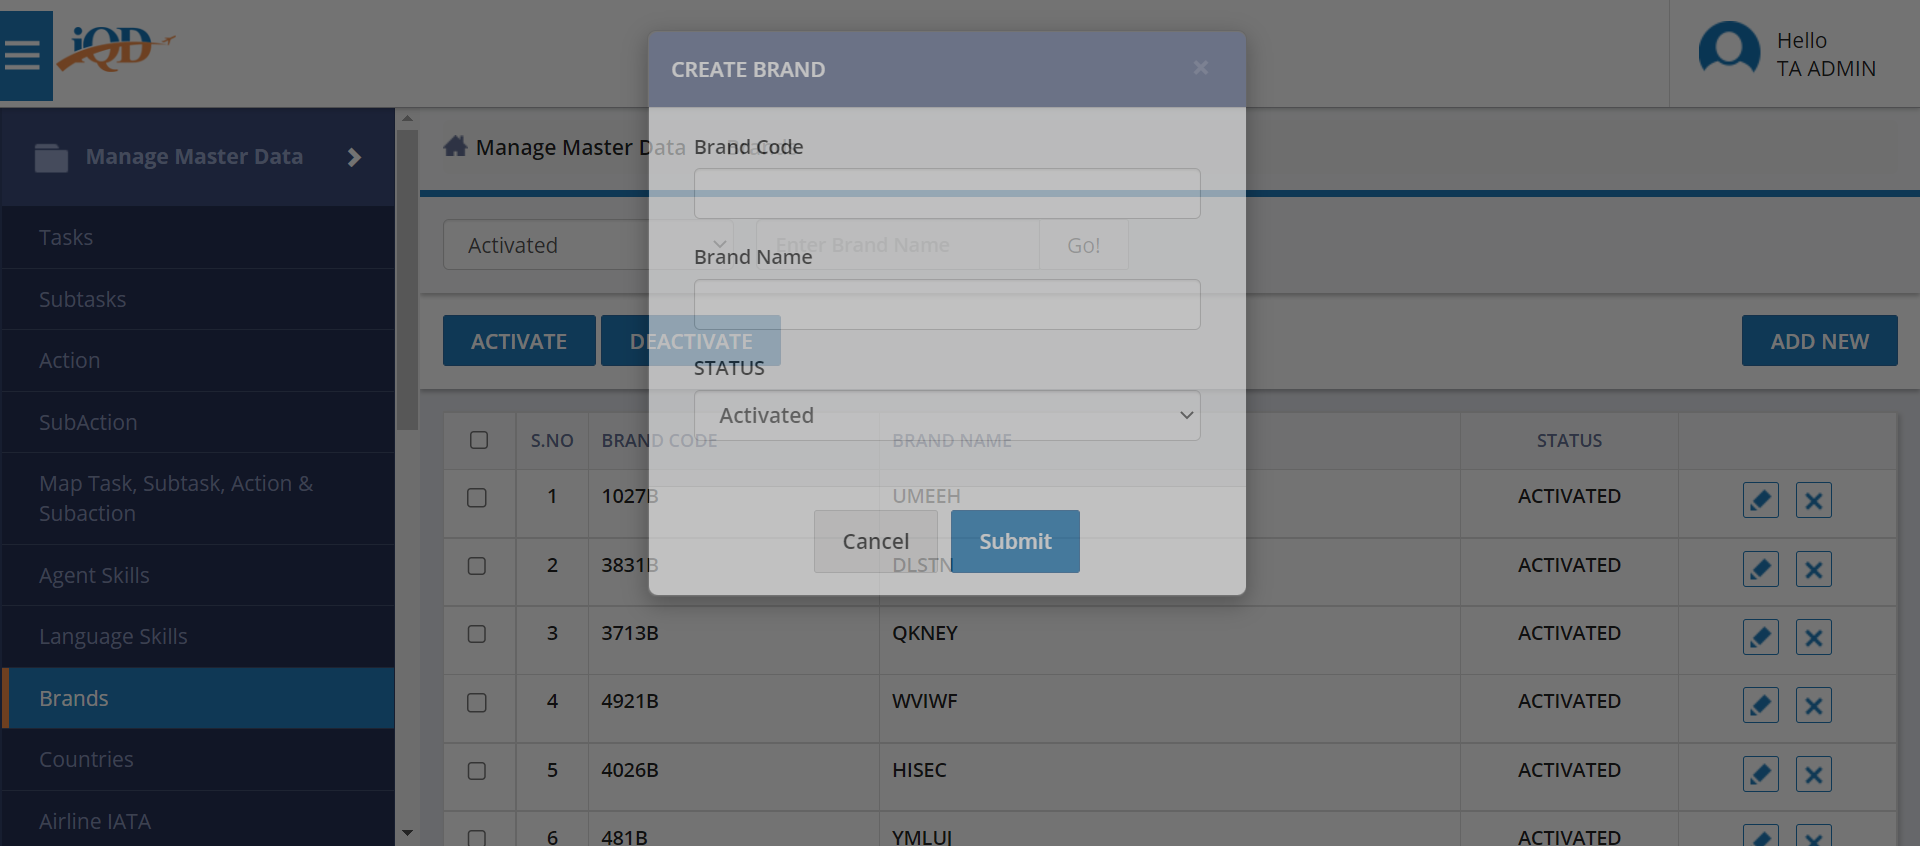 iQD
Hello
TA ADMIN
CREATE BRAND
×
Manage Master Data
Manage Master Data
Brand Code
Activated
Enter Brand Name
Go!
Brand Name
ACTIVATE
DEACTIVATE
ADD NEW
STATUS
Activated
Tasks
Subtasks
Action
SubAction
Map Task, Subtask, Action &
Subaction
Agent Skills
Language Skills
Brands
Countries
Airline IATA
S.NO BRAND CODE BRAND NAME STATUS
1 1027B UMEEH ACTIVATED
Cancel Submit
2 3831B DLSTN ACTIVATED
3 3713B QKNEY ACTIVATED
4 4921B WVIWF ACTIVATED
5 4026B HISEC ACTIVATED
6 481B YMLUJ ACTIVATED